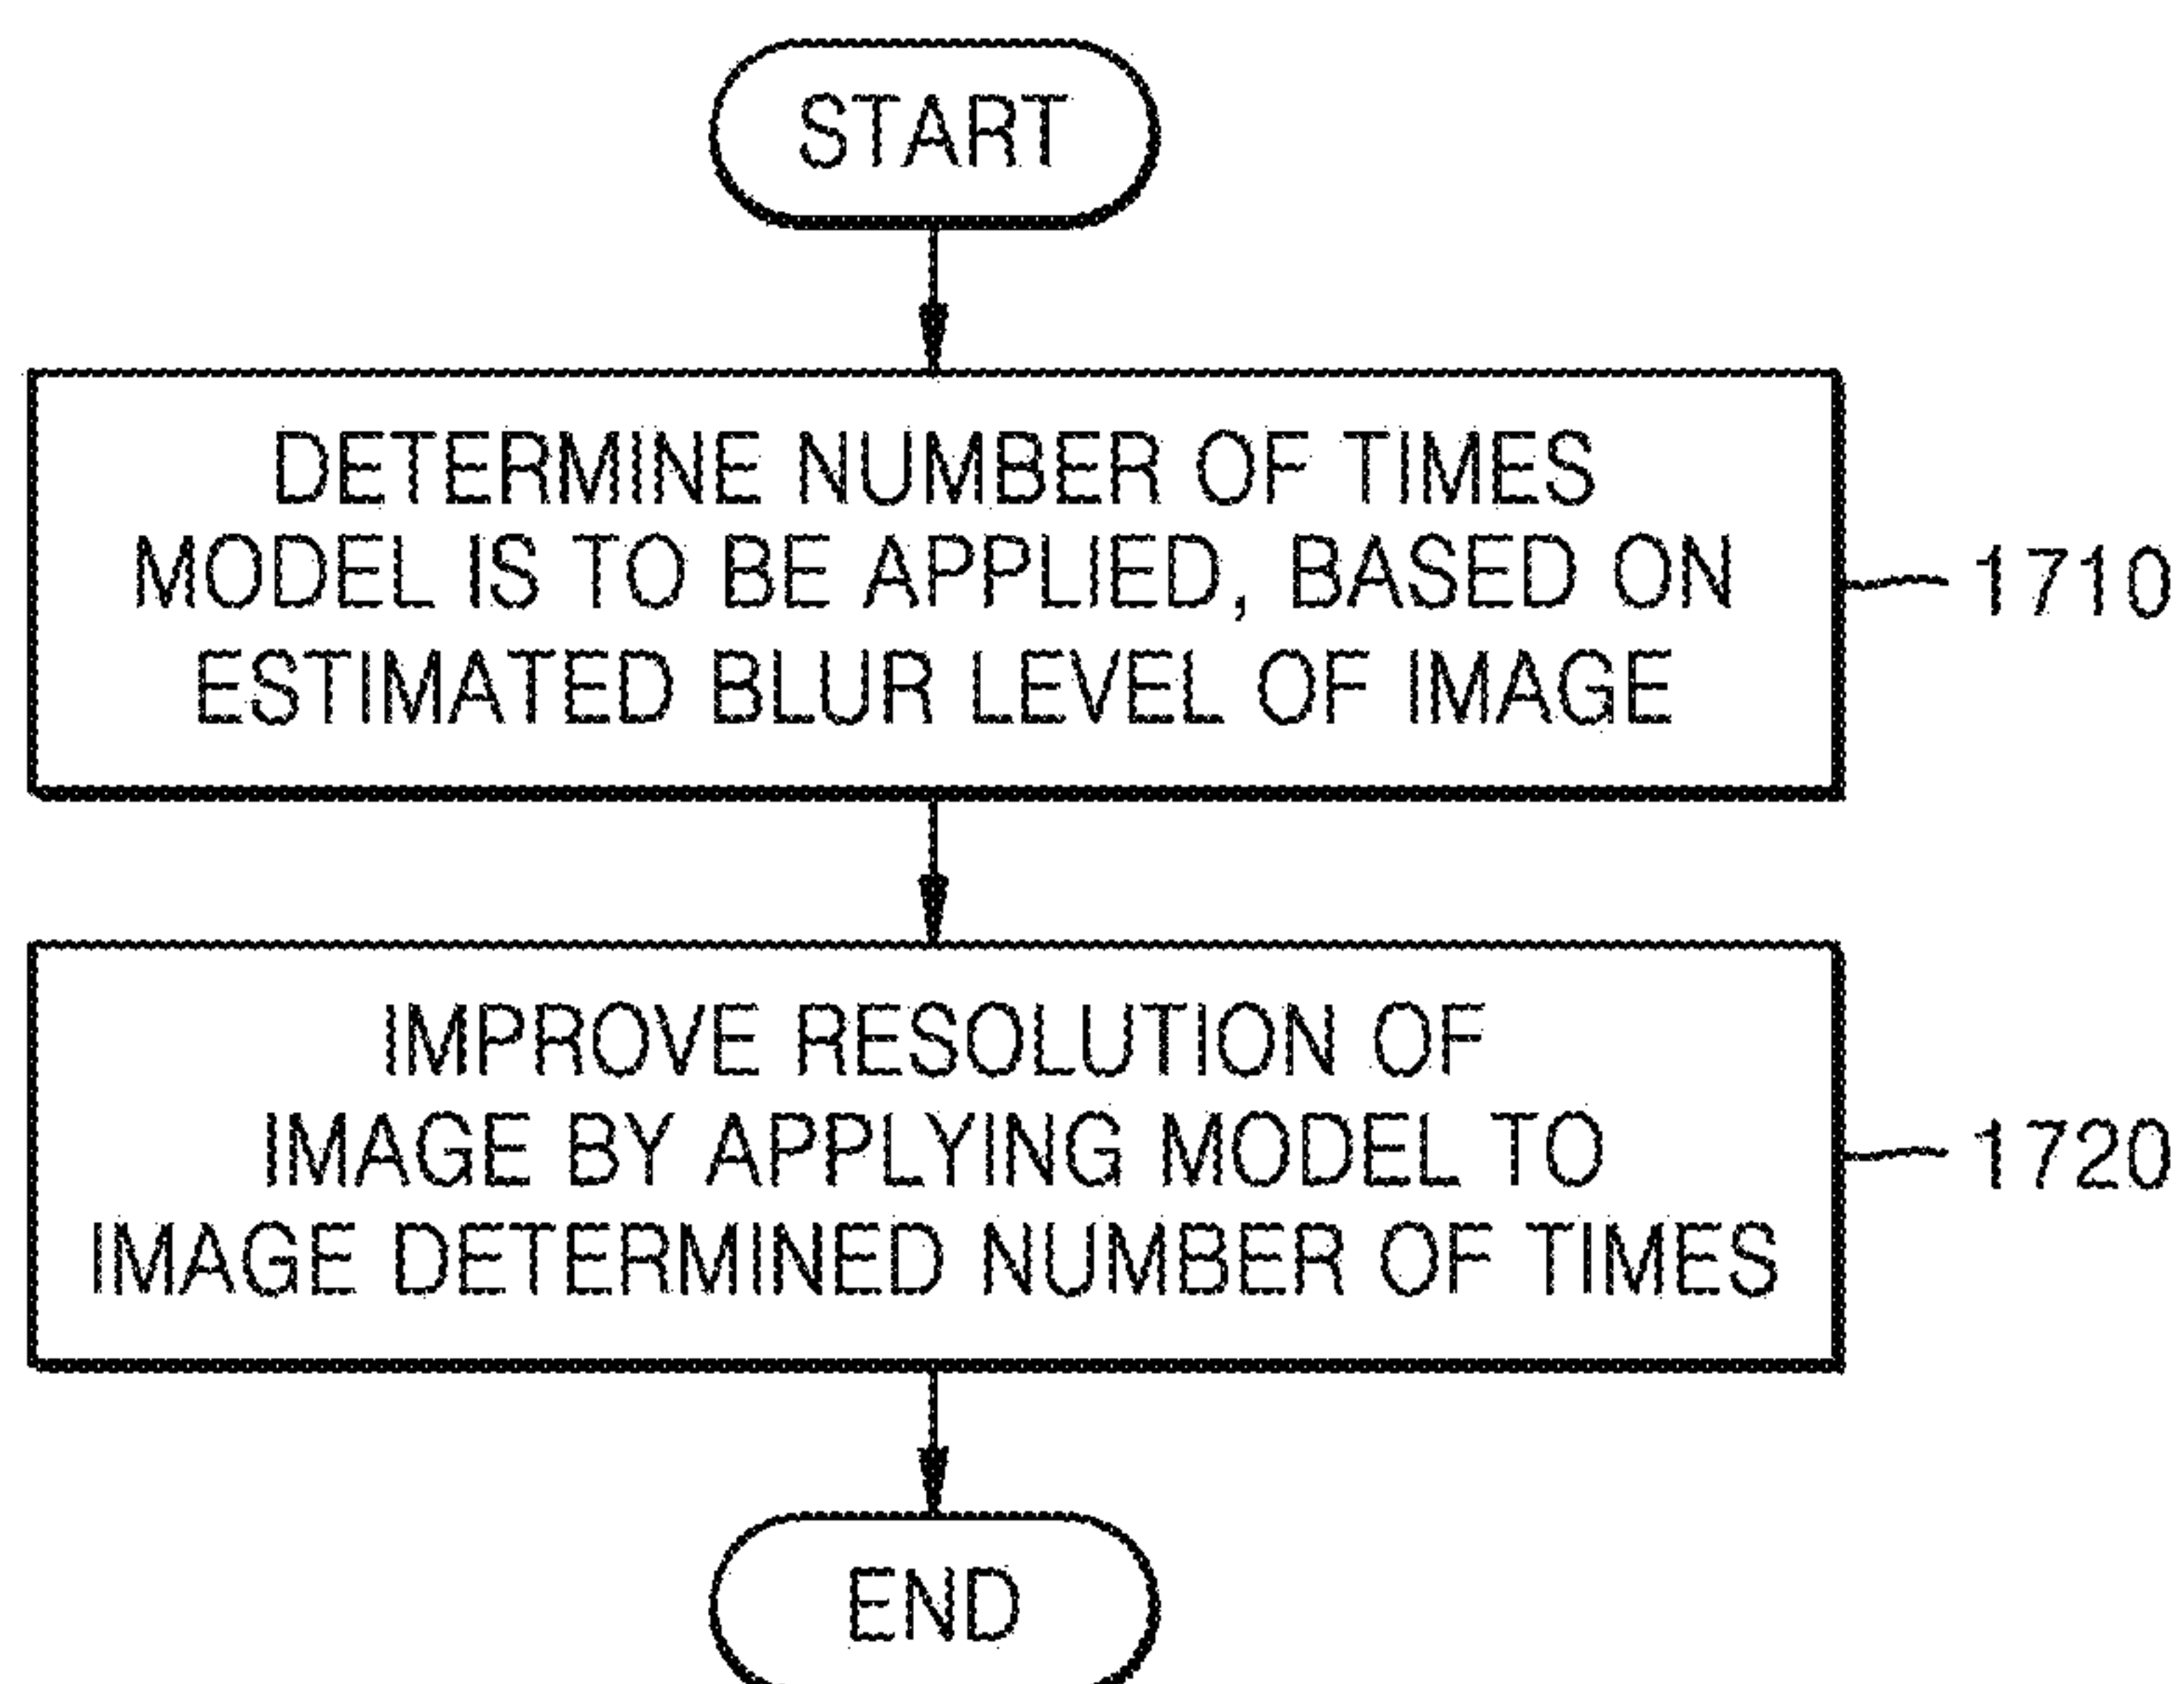 START
DETERMINE NUMBER OF TIMES
MODEL IS TO BE APPLIED, BASED ON
ESTIMATED BLUR LEVEL OF IMAGE
1710
IMPROVE RESOLUTION OF
IMAGE BY APPLYING MODEL TO
IMAGE DETERMINED NUMBER OF TIMES
1720
END